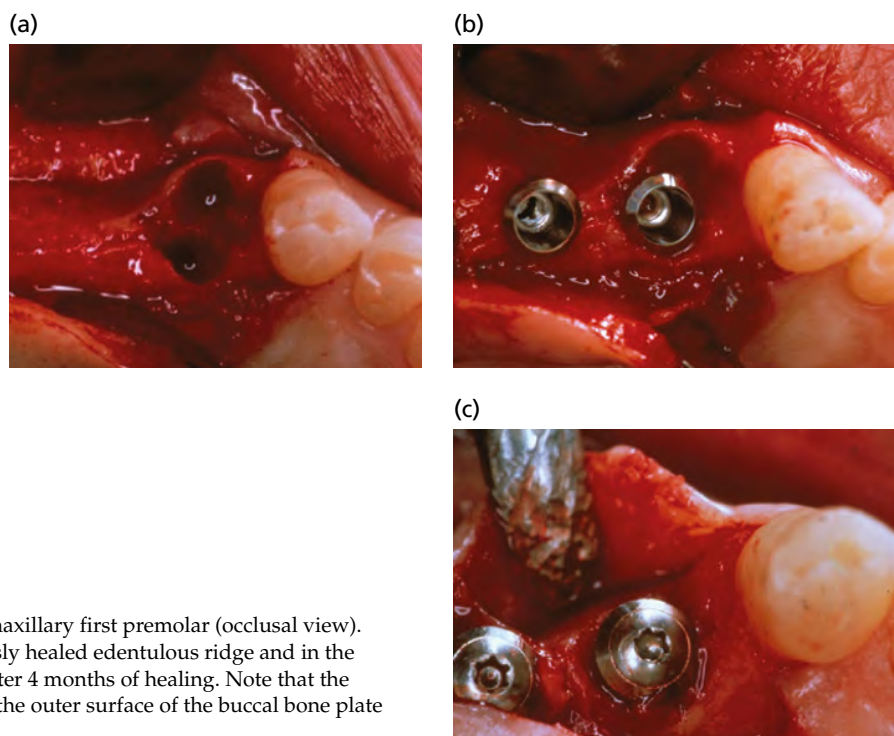 (a)
(b)
(c)
axillary first premolar (occlusal view).
sly healed edentulous ridge and in the
ter 4 months of healing. Note that the
the outer surface of the buccal bone plate